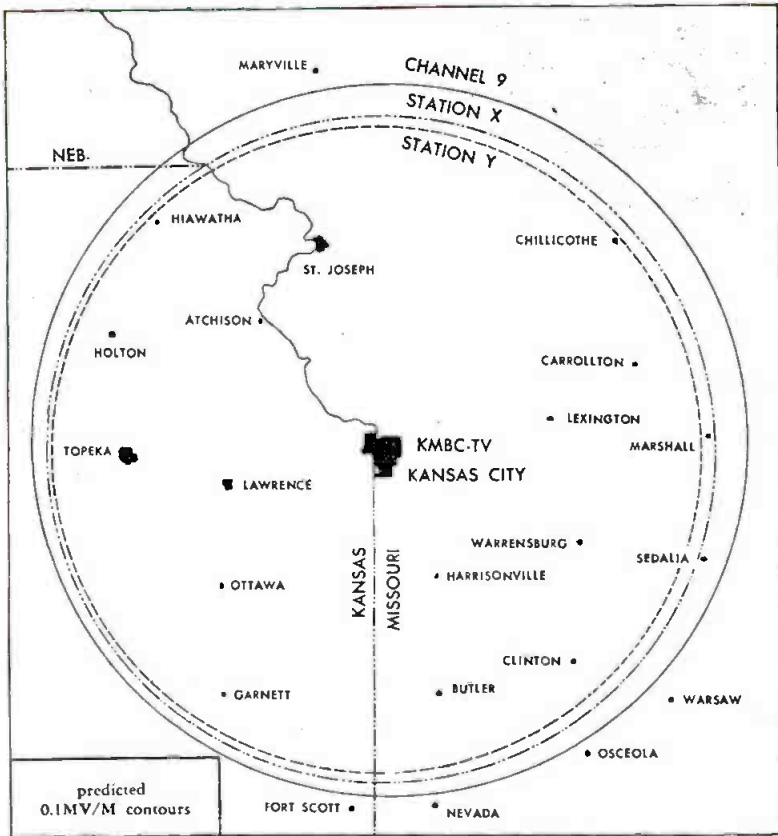 MARYVILLE
CHANNEL 9
STATION X
STATION Y
NEB.
HIAWATHA
CHILLICOTHE
ST. JOSEPH
ATCHISON
HOLTON
CARROLLTON
LEXINGTON
MARSHALL
KMBC-TV
TOPEKA
KANSAS CITY
LAWRENCE
WARRENSBURG
SEDALIA
KANSAS
MISSOURI
HARRISONVILLE
OTTAWA
CLINTON
GARNETT
BUTLER
WARSAW
OSCEOLA
predicted
0.1MV/M contours
FORT SCOTT
NEVADA